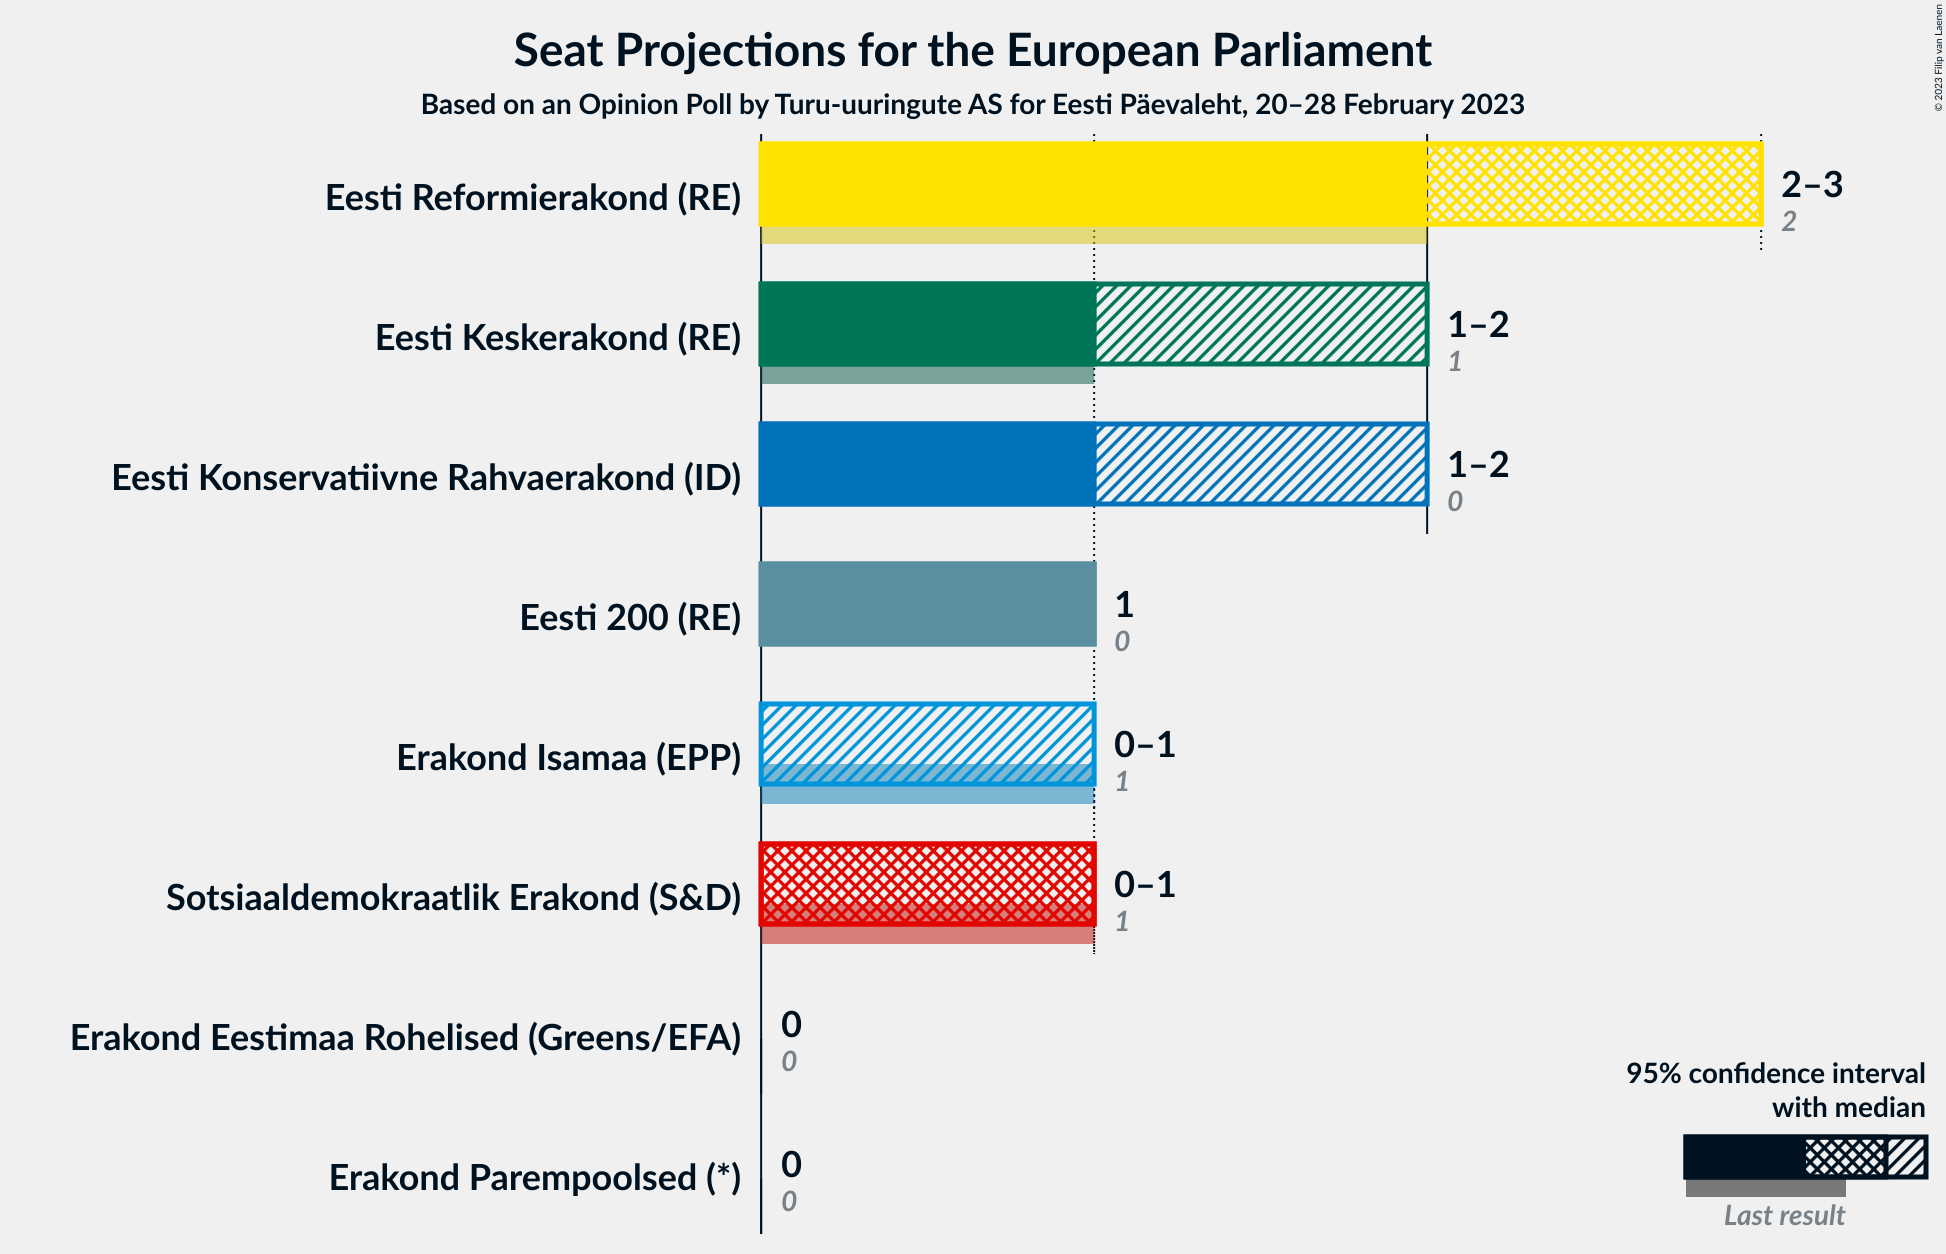 Seat Projections for the European Parliament
Based on an Opinion Poll by Turu-uuringute AS for Eesti Päevaleht, 20–28 February 2023
© 2023 Filip van Laenen
Eesti Reformierakond (RE)
2–3
2
Eesti Keskerakond (RE)
1–2
1
Eesti Konservatiivne Rahvaerakond (ID)
1–2
0
Eesti 200 (RE)
1
0
Erakond Isamaa (EPP)
0–1
1
Sotsiaaldemokraatlik Erakond (S&D)
0–1
1
Erakond Eestimaa Rohelised (Greens/EFA)
0
0
Erakond Parempoolsed (*)
0
0
95% confidence interval
with median
Last result